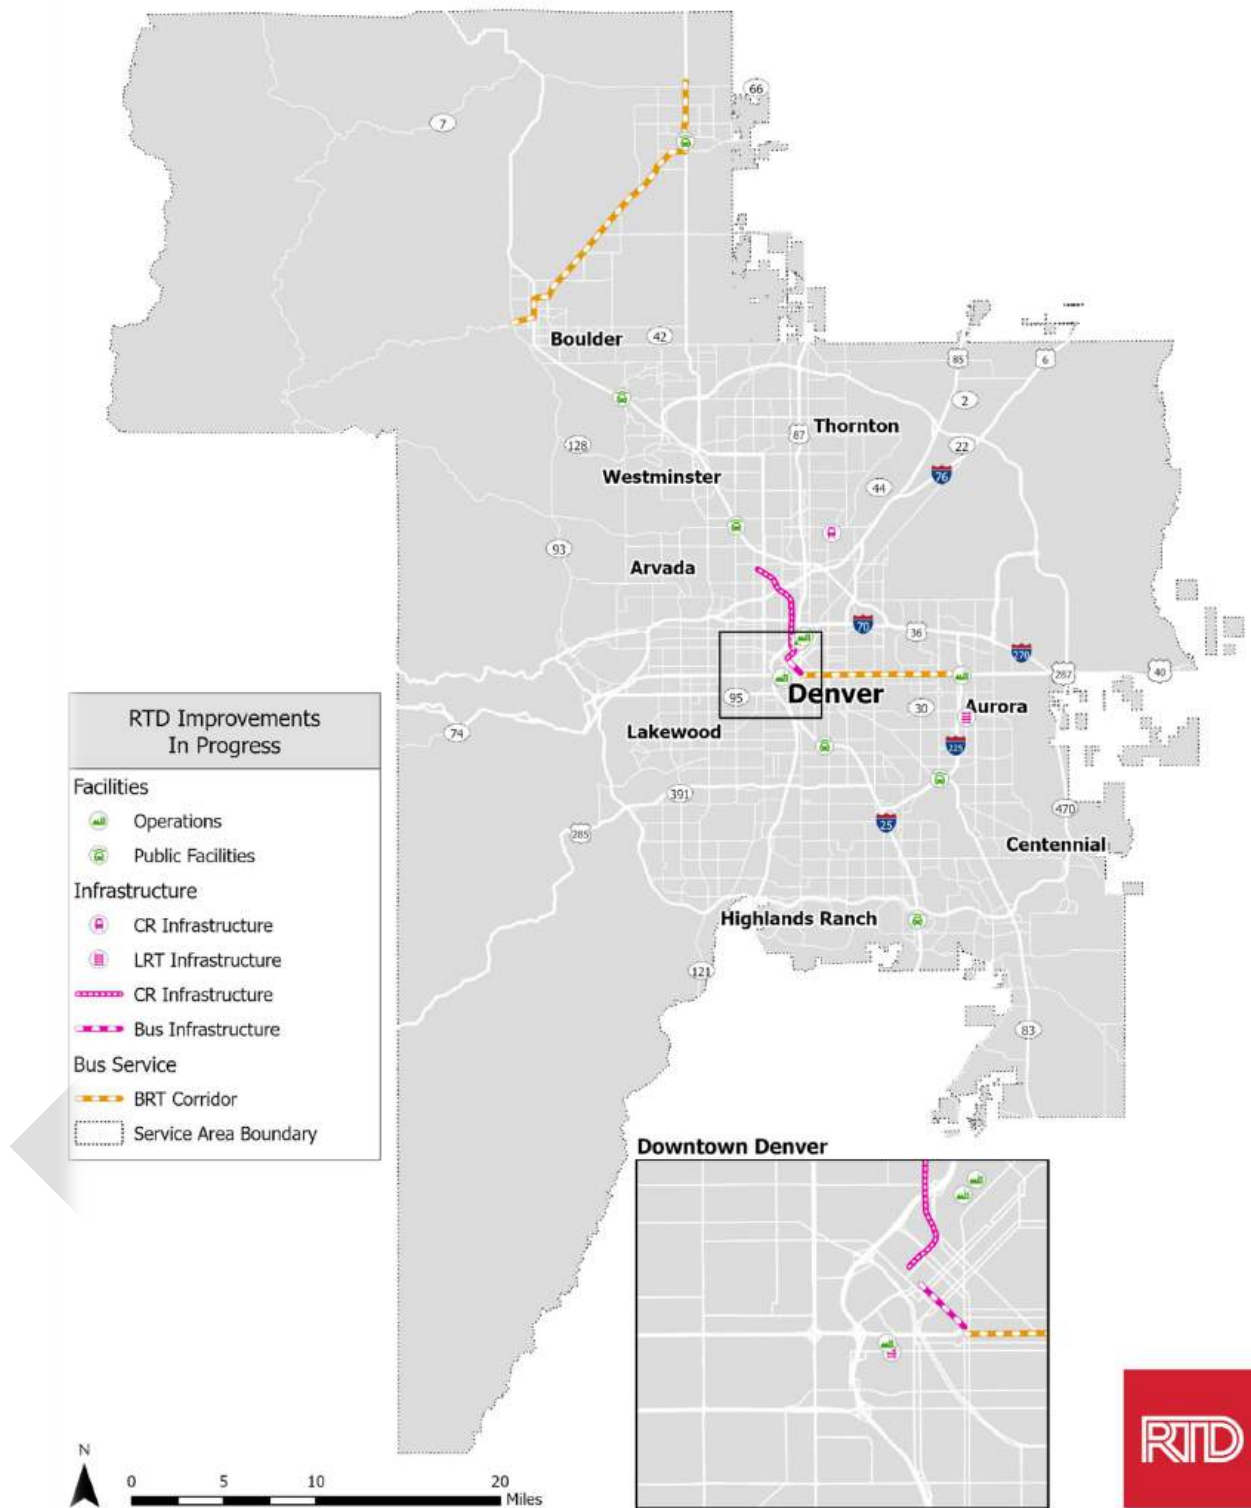 66
7
Boulder
42
85
6
2
Thornton
87
22
128
Westminster
76
44
93
Arvada
70
36
270
287
40
95
Denver
30
Aurora
Lakewood
74
225
391
470
25
285
Centennial
Highlands Ranch
121
83
RTD Improvements
In Progress
Facilities
Operations
Public Facilities
Infrastructure
CR Infrastructure
LRT Infrastructure
CR Infrastructure
Bus Infrastructure
Bus Service
BRT Corridor
Service Area Boundary
Downtown Denver
N
0 5 10 20
Miles
RTD